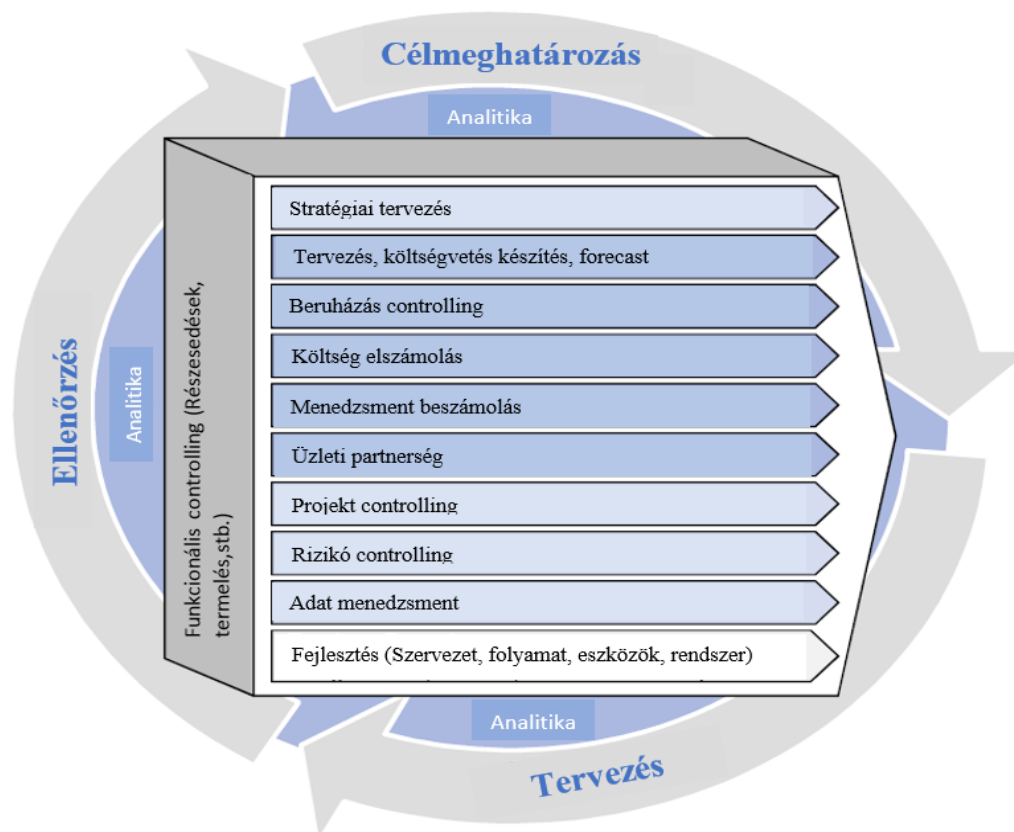 Célmeghatározás
Analitika
Stratégiai tervezés
Tervezés, költségvetés készítés, forecast
Beruházás controlling
Költség elszámolás
Menedzsment beszámolás
Üzleti partnerség
Projekt controlling
Rizikó controlling
Adat menedzsment
Fejlesztés (Szervezet, folyamat, eszközök, rendszer)
Funkcionális controlling (Részesedések,
termelés,stb.)
Analitika
Ellenőrzés
Analitika
Tervezés